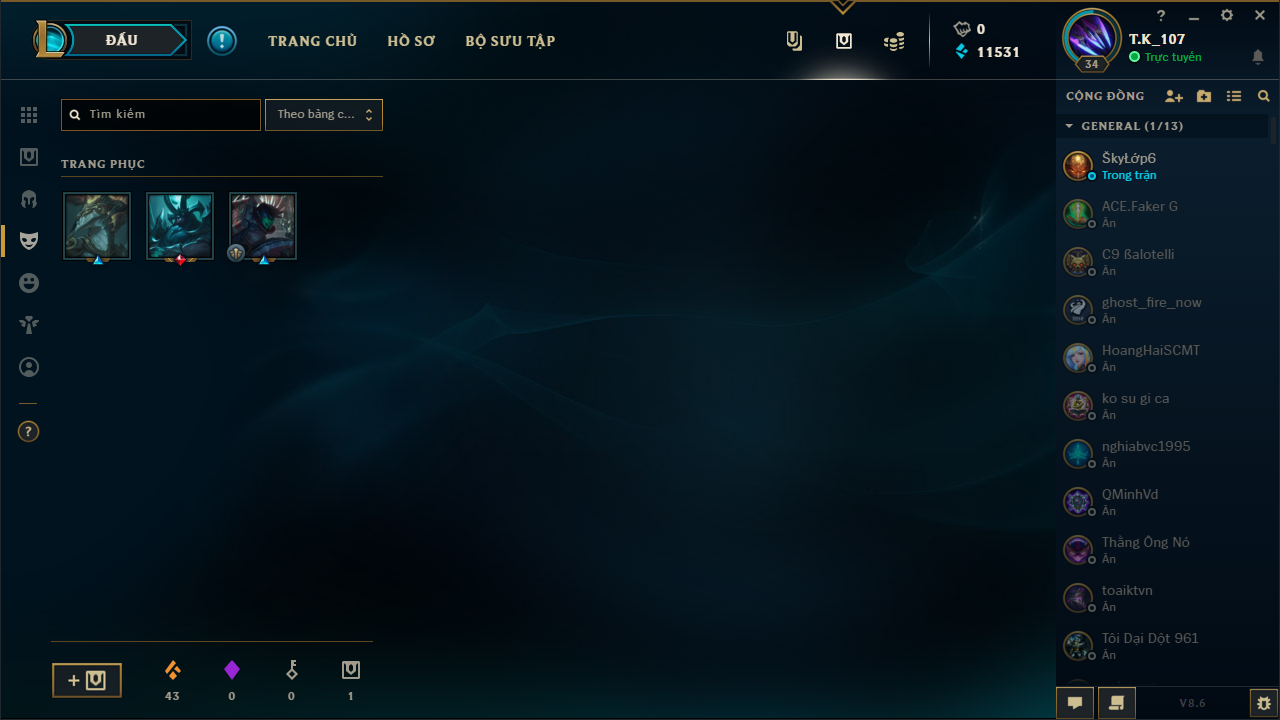 ĐẤU
TRANG CHỦ
HỒ SƠ
BỘ SƯU TẬP
0
11531
34
T.K_107
Trực tuyến
Tìm kiếm
Theo bảng c...
TRANG PHỤC
43
0
0
1
CỘNG ĐỒNG
GENERAL (1/13)
ŠkyŁớp6
Trong trận
ACE.Faker G
Ẩn
C9 ßalotelli
Ẩn
ghost_fire_now
Ẩn
HoangHaiSCMT
Ẩn
ko su gi ca
Ẩn
nghiabvc1995
Ẩn
QMinhVd
Ẩn
Thằng Ông Nó
Ẩn
toaiktvn
Ẩn
Tôi Dại Dột 961
Ẩn
V8.6